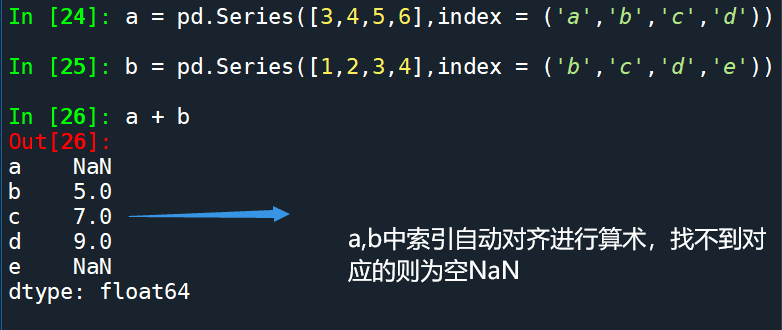 In [24]: a = pd.Series([3,4,5,6],index = ('a','b','c','d'))
In [25]: b = pd.Series([1,2,3,4],index = ('b','c','d','e'))
In [26]: a + b
Out[26]:
a    NaN
b    5.0
c    7.0
d    9.0
e    NaN
dtype: float64
a,b中索引自动对齐进行算术，找不到对
应的则为空NaN